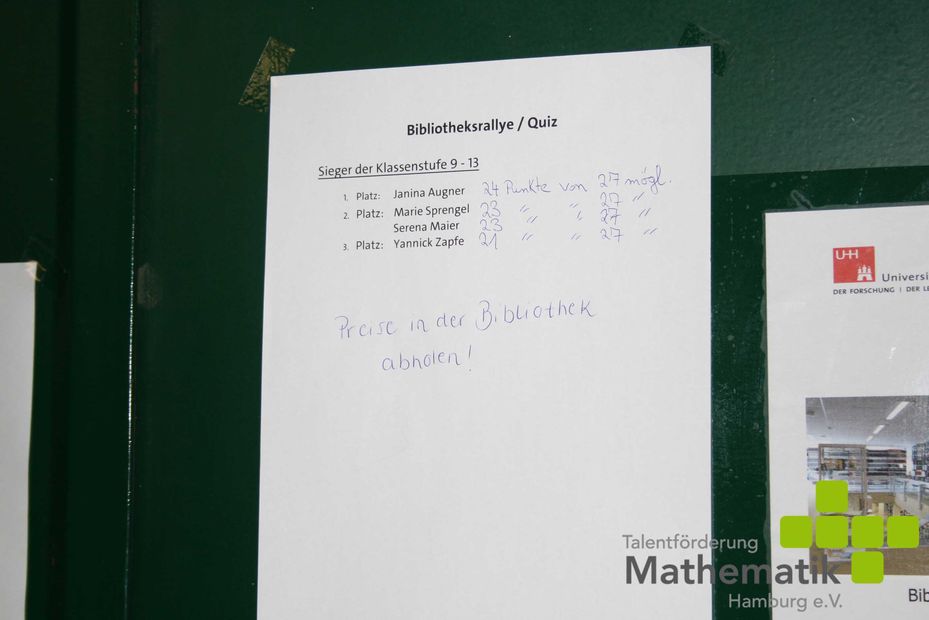 Bibliotheksrallye / Quiz
Sieger der Klassenstufe 9 - 13
1. Platz: Janina Augner 24 Punkte von 27 mögl.
2. Platz: Marie Sprengel 23 " " 27 "
Serena Maier 23 " " 27 "
3. Platz: Yannick Zapfe 21 " " 27 "
Preise in der Bibliothek
abholen!
UH
Universi
DER FORSCHUNG | DER LE
Bib
Talentförderung
Mathematik
Hamburg e.V.